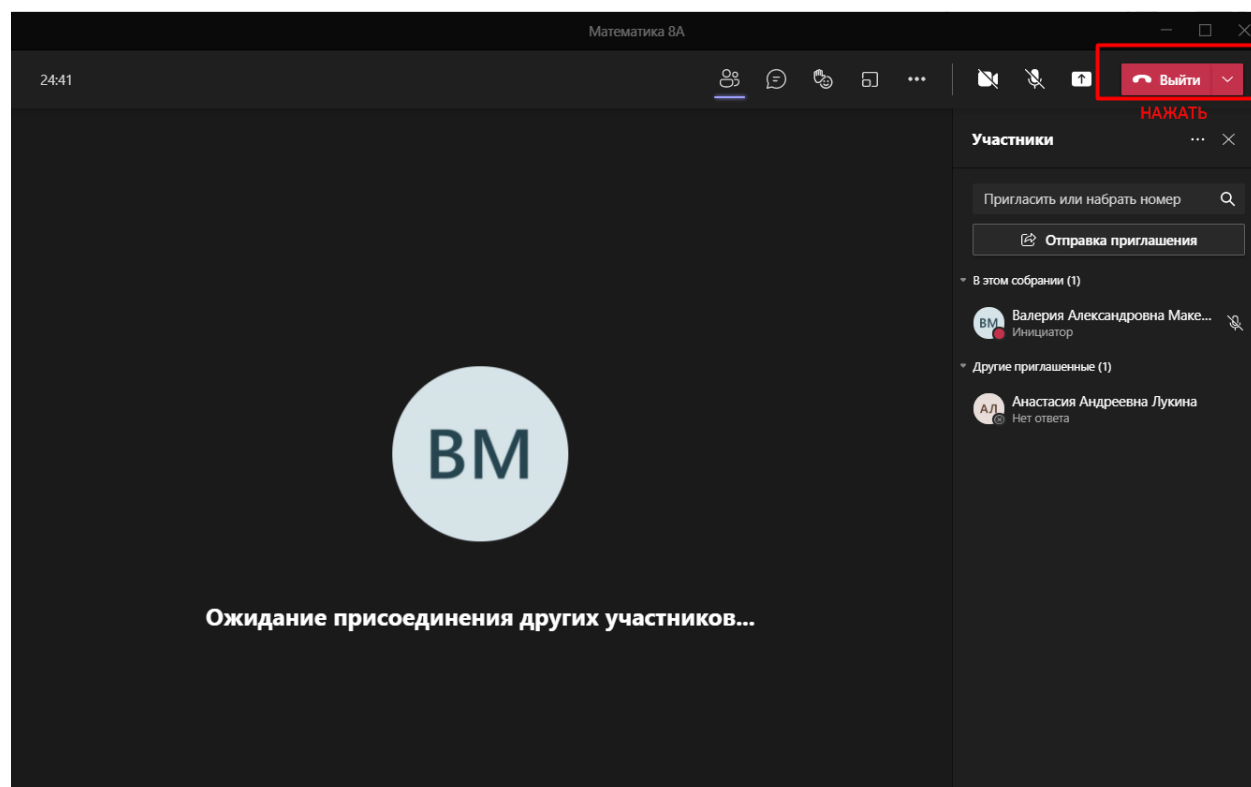 Математика 8А
24:41
Выйти
НАЖАТЬ
Участники
Пригласить или набрать номер
Отправка приглашения
В этом собрании (1)
ВМ
Валерия Александровна Маке...
Инициатор
Другие приглашенные (1)
АЛ
Анастасия Андреевна Лукина
Нет ответа
ВМ
Ожидание присоединения других участников...